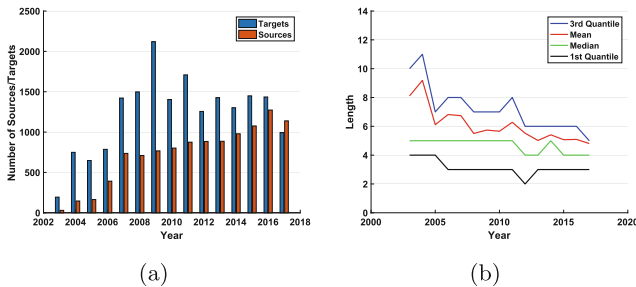 2500
2000
1500
1000
500
0
Number of Sources/Targets
Targets
Sources
2002 2004 2006 2008 2010 2012 2014 2016 2018
Year
(a)
14
12
10
8
6
4
2
0
Length
3rd Quantile
Mean
Median
1st Quantile
2000 2005 2010 2015 2020
Year
(b)